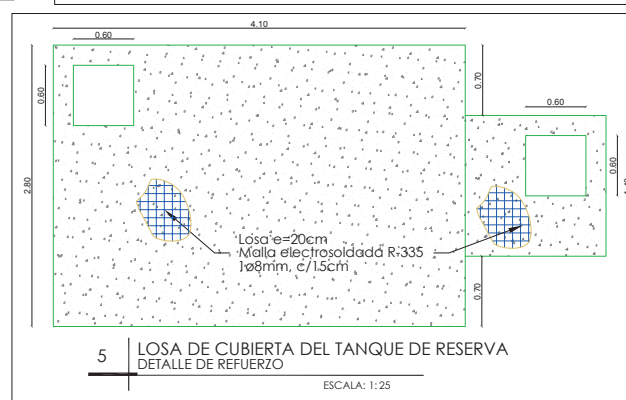 4.10
0.60
0.60
2.80
0.70
0.60
0.60
0.70
Losa e=20cm
Malla electrosoldada R-335
1ø8mm, c/15cm
5
LOSA DE CUBIERTA DEL TANQUE DE RESERVA
DETALLE DE REFUERZO
ESCALA: 1:25